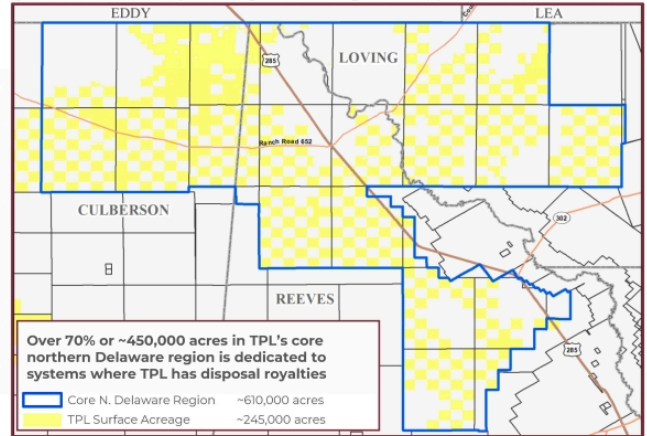 EDDY
LEA
Cou
LOVING
285
Ranch Road 652
CULBERSON
302
REEVES
285
Over 70% or ~450,000 acres in TPL's core
northern Delaware region is dedicated to
systems where TPL has disposal royalties
Core N. Delaware Region ~610,000 acres
TPL Surface Acreage ~245,000 acres